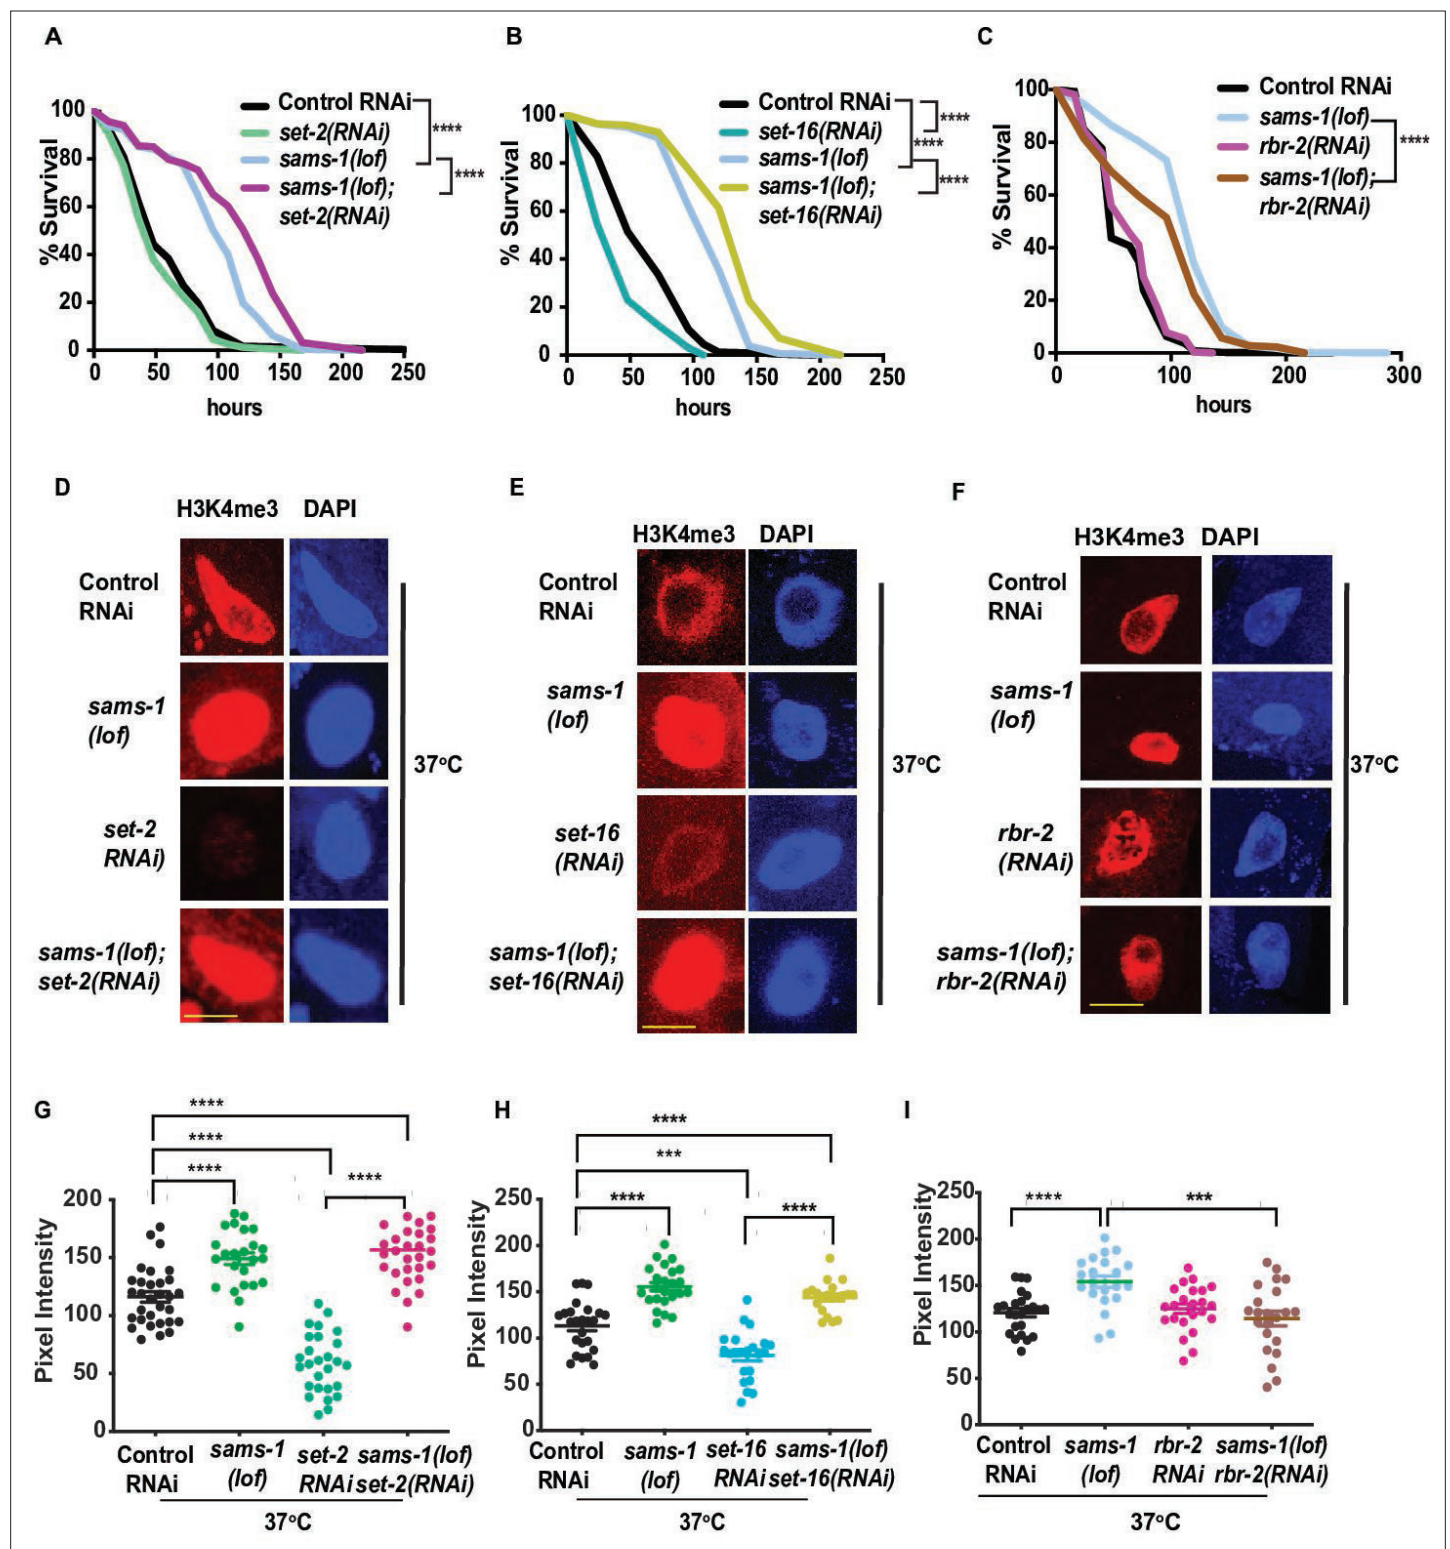 A
B
C
Control RNAi
set-2(RNAi)
sams-1(lof)
sams-1(lof);
set-2(RNAi)
****
****
% Survival
100
80
60
40
20
0
0 50 100 150 200 250
hours
Control RNAi
set-16(RNAi)
sams-1(lof)
sams-1(lof);
set-16(RNAi)
****
****
****
% Survival
100
80
60
40
20
0
0 50 100 150 200 250
hours
Control RNAi
sams-1(lof)
rbr-2(RNAi)
sams-1(lof);
rbr-2(RNAi)
****
% Survival
100
80
60
40
20
0
0 100 200 300
hours
D
H3K4me3 DAPI
Control
RNAi
sams-1
(lof)
set-2
RNAi)
sams-1(lof);
set-2(RNAi)
37°C
E
H3K4me3 DAPI
Control
RNAi
sams-1
(lof)
set-16
(RNAi)
sams-1(lof);
set-16(RNAi)
37°C
F
H3K4me3 DAPI
Control
RNAi
sams-1
(lof)
rbr-2
(RNAi)
sams-1(lof);
rbr-2(RNAi)
37°C
G
****
****
****
****
Pixel Intensity
200
150
100
50
0
Control sams-1 set-2 sams-1(lof)
RNAi (lof) RNAi set-2(RNAi)
37°C
H
****
***
****
****
Pixel Intensity
250
200
150
100
50
0
Control sams-1 set-16 sams-1(lof)
RNAi (lof) RNAi set-16(RNAi)
37°C
I
****
***
Pixel Intensity
250
200
150
100
50
0
Control sams-1 rbr-2 sams-1(lof)
RNAi (lof) RNAi rbr-2(RNAi)
37°C